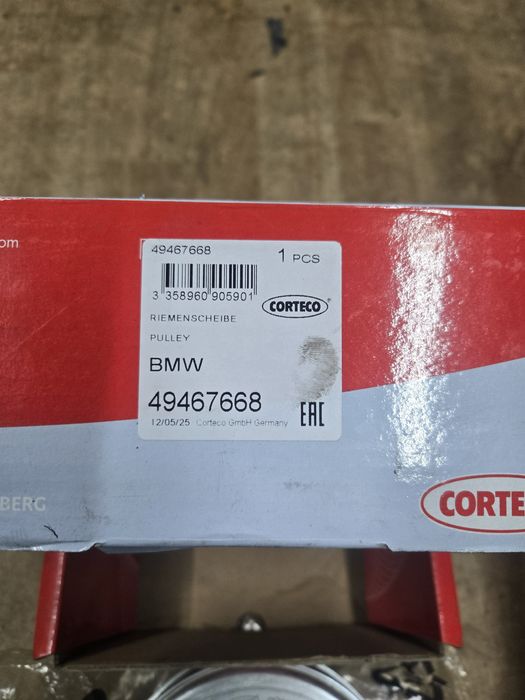 om
49467668 1 PCS
3 358960 905901
CORTECO
RIEMENSCHEIBE
PULLEY
BMW
49467668
EAC
12/05/25 Corteco GmbH Germany
BERG
CORTE